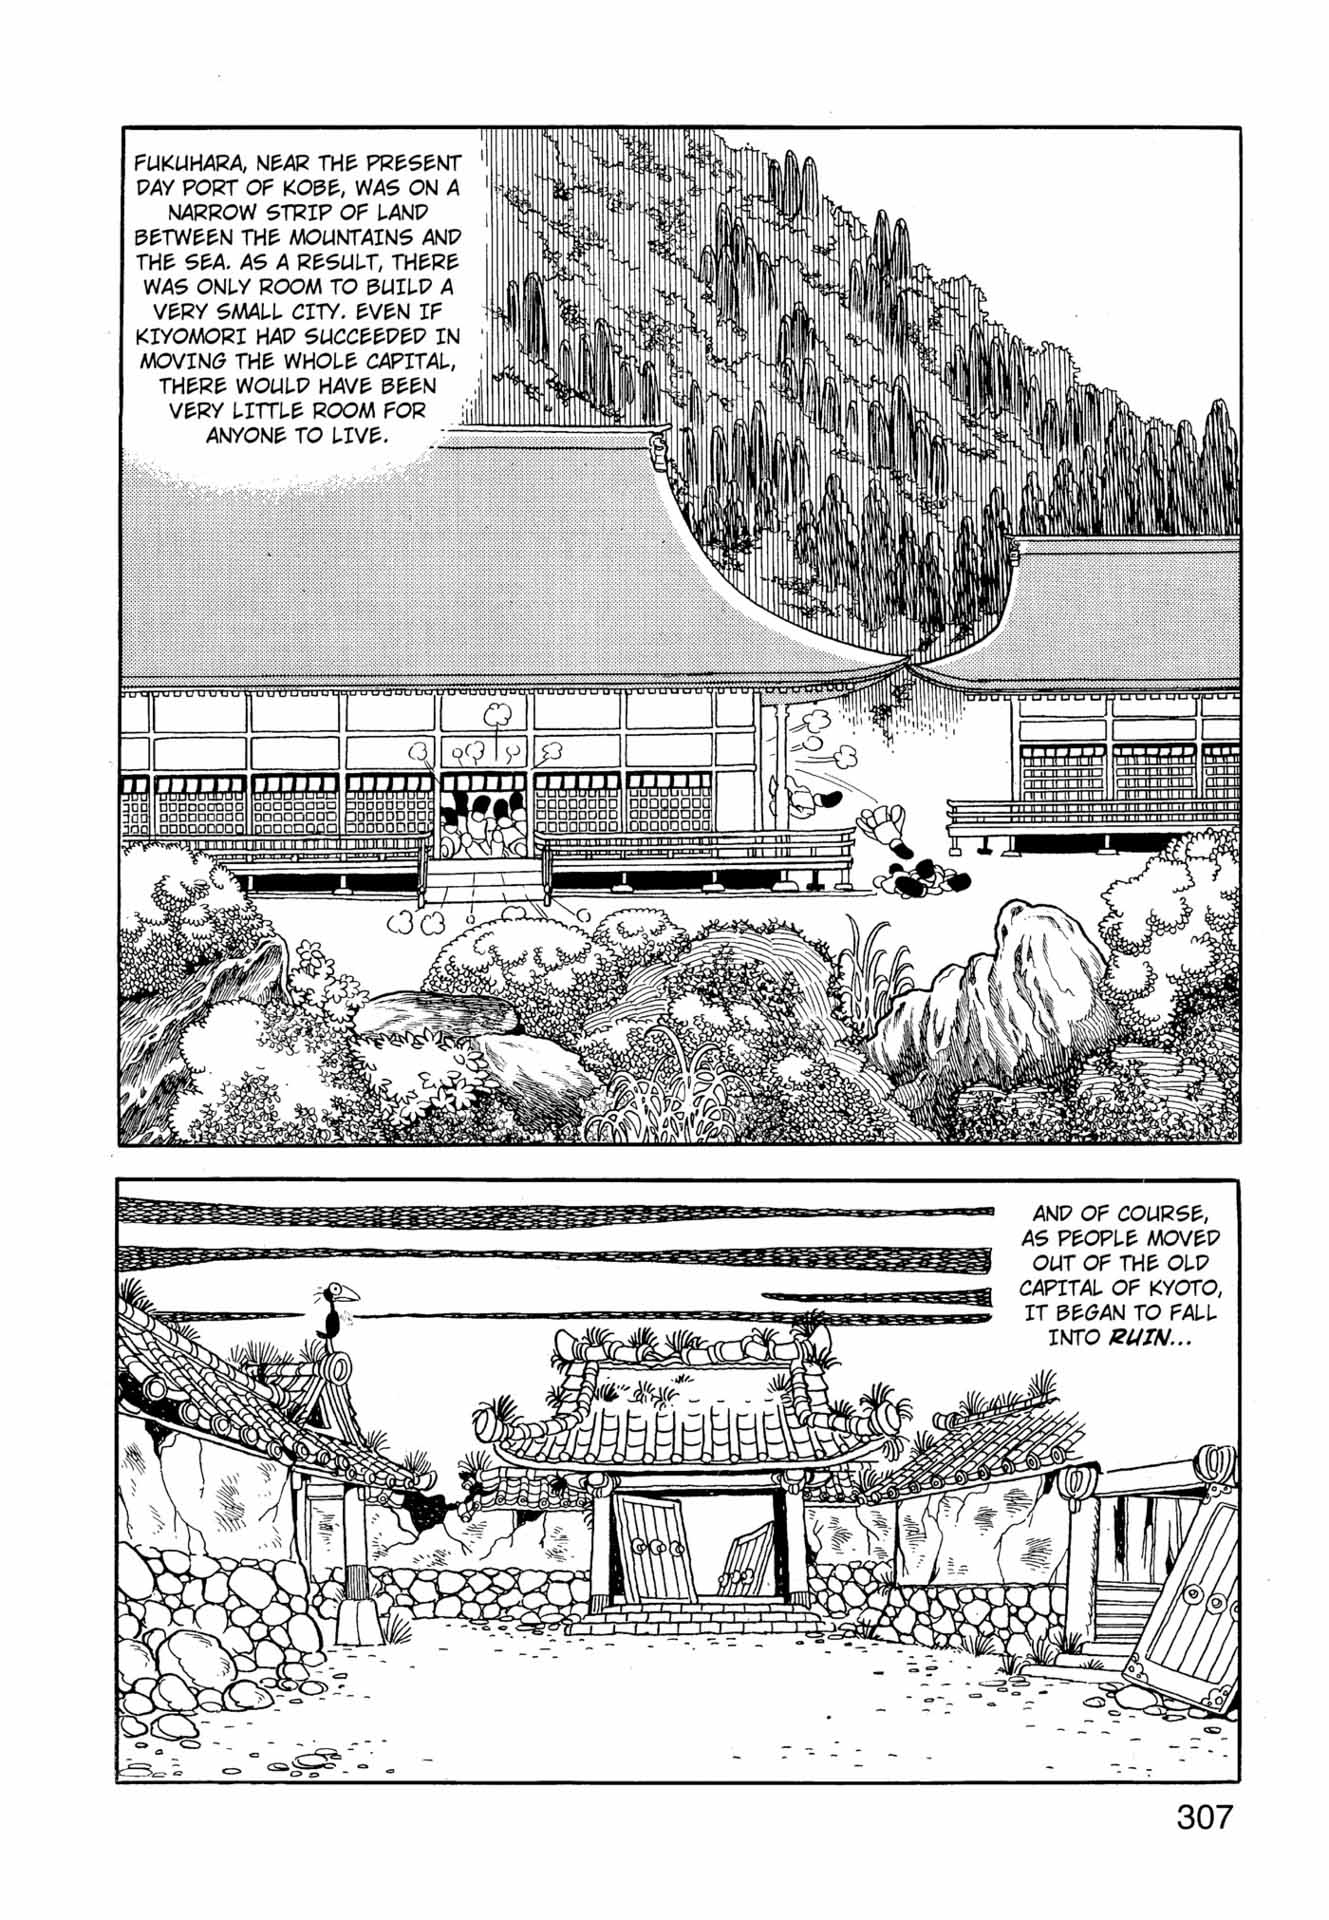 FUKUHARA, NEAR THE PRESENT
DAY PORT OF KOBE, WAS ON A
NARROW STRIP OF LAND
BETWEEN THE MOUNTAINS AND
THE SEA. AS A RESULT, THERE
WAS ONLY ROOM TO BUILD A
VERY SMALL CITY. EVEN IF
KIYOMORI HAD SUCCEEDED IN
MOVING THE WHOLE CAPITAL,
THERE WOULD HAVE BEEN
VERY LITTLE ROOM FOR
ANYONE TO LIVE.
AND OF COURSE,
AS PEOPLE MOVED
OUT OF THE OLD
CAPITAL OF KYOTO,
IT BEGAN TO FALL
INTO RUIN...
307